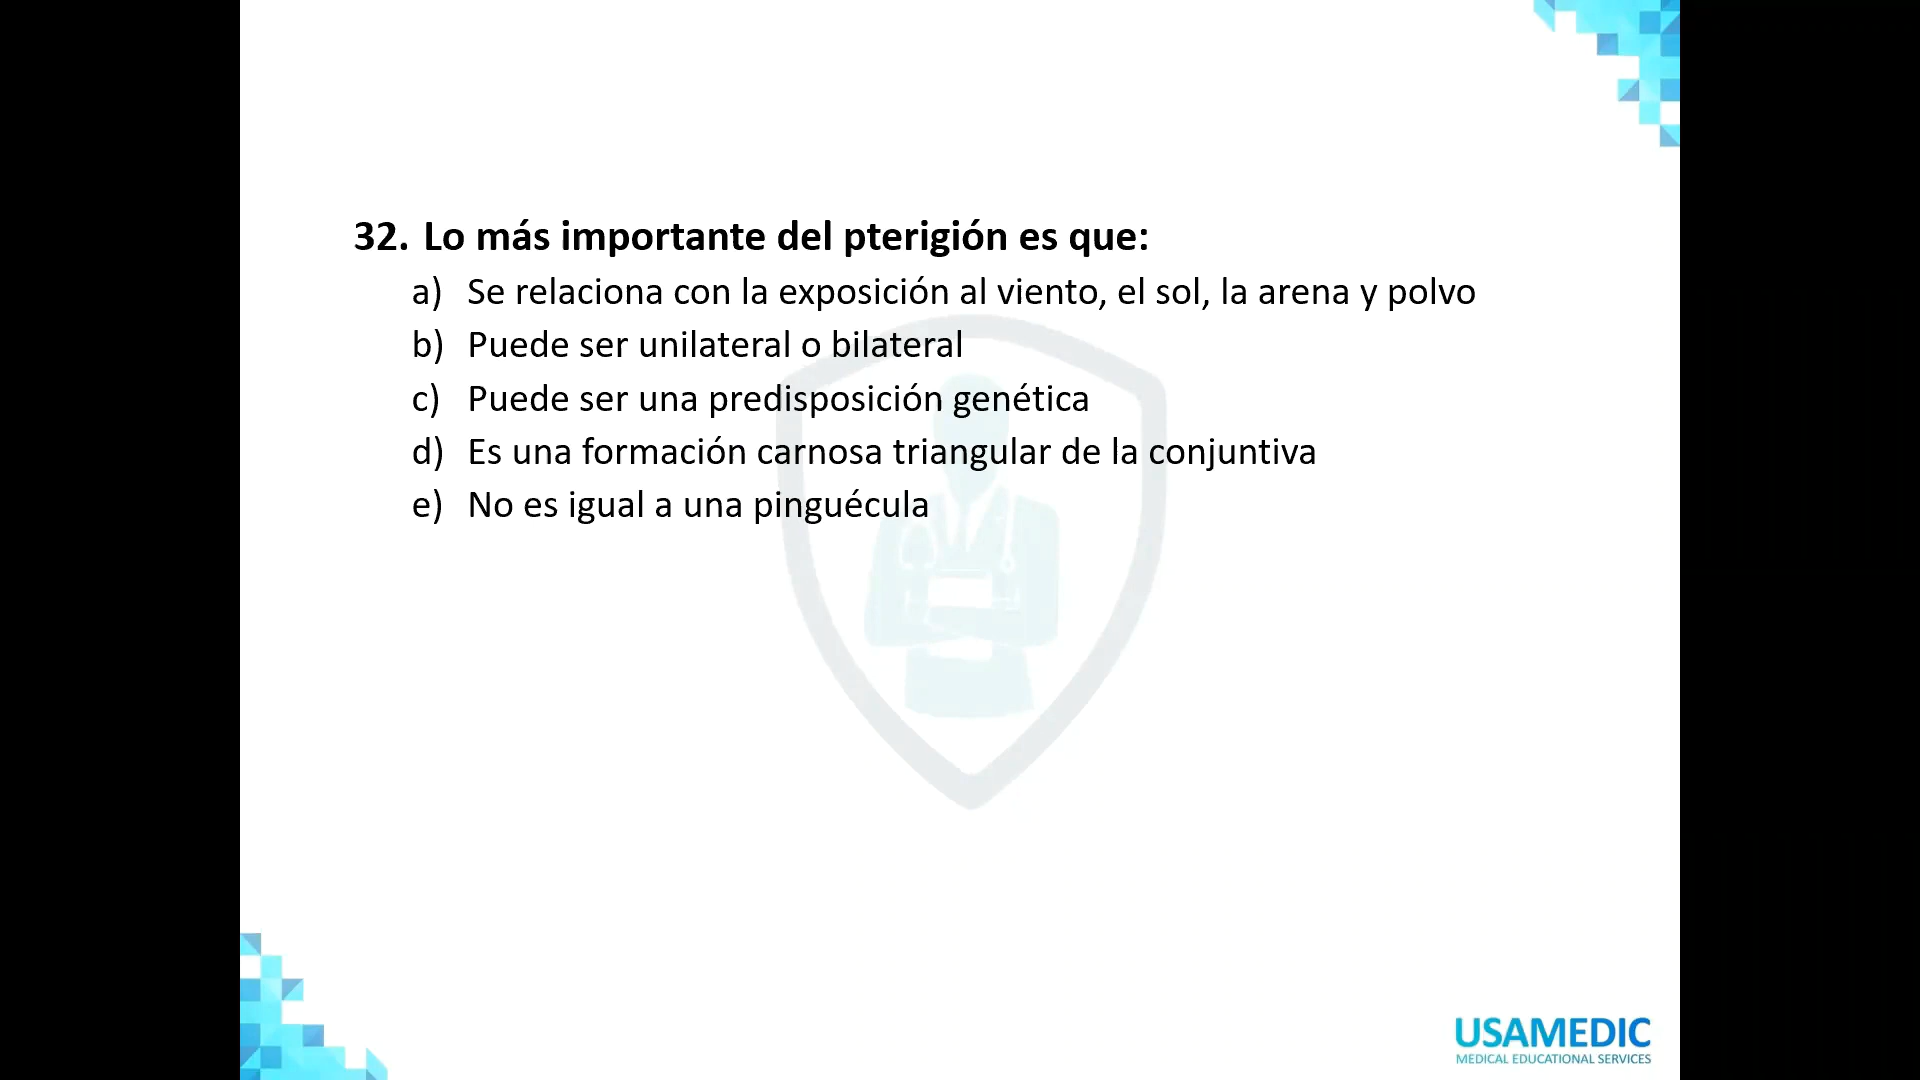 32. Lo más importante del pterigión es que:
a) Se relaciona con la exposición al viento, el sol, la arena y polvo
b) Puede ser unilateral o bilateral
c) Puede ser una predisposición genética
d) Es una formación carnosa triangular de la conjuntiva
e) No es igual a una pinguécula
USAMEDIC
MEDICAL EDUCATIONAL SERVICES